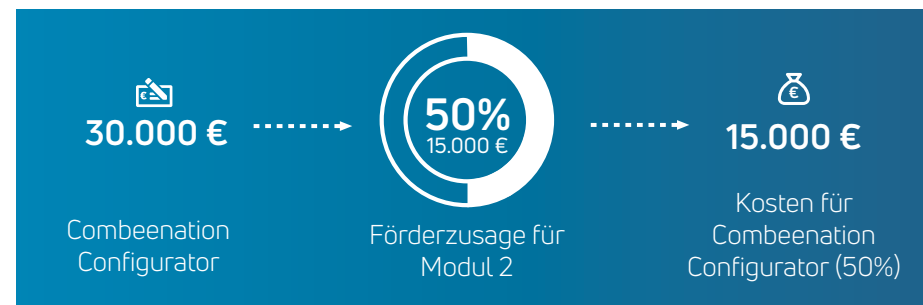 30.000 €
Combeenation
Configurator
50%
15.000 €
Förderzusage für
Modul 2
15.000 €
Kosten für
Combeenation
Configurator (50%)